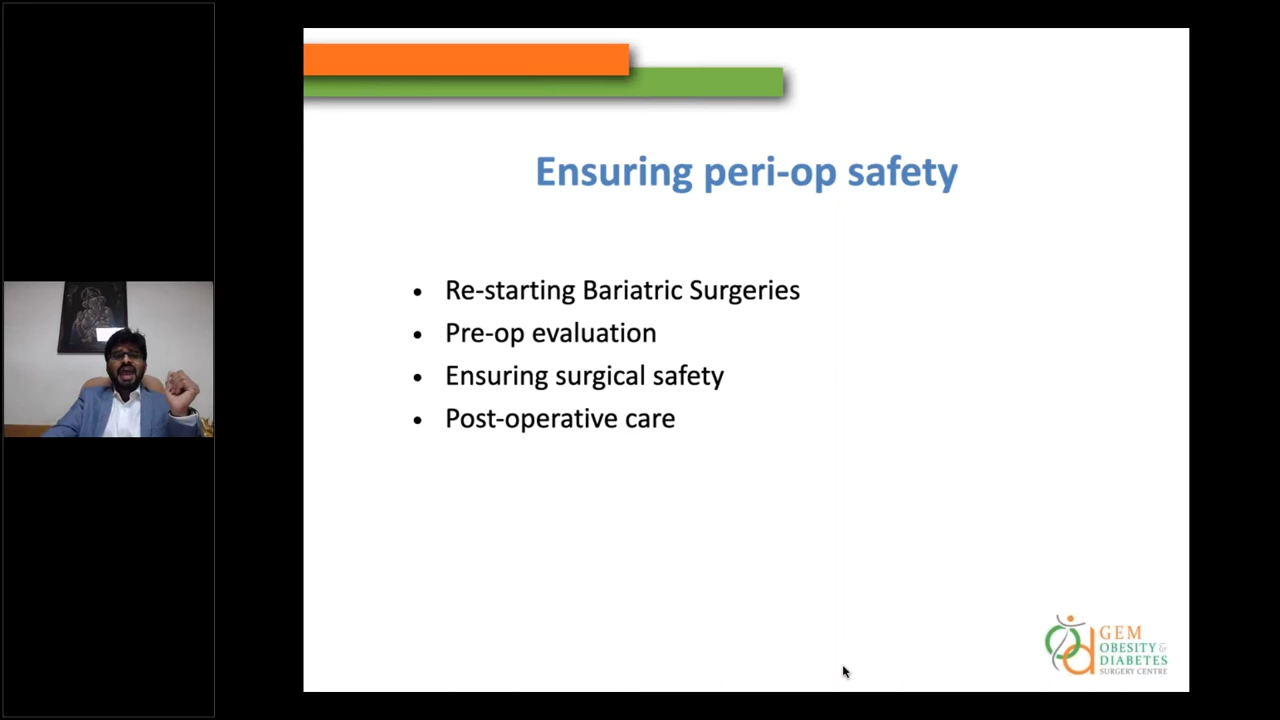 Ensuring peri-op safety
• Re-starting Bariatric Surgeries
• Pre-op evaluation
• Ensuring surgical safety
• Post-operative care
GEM
OBESITY &
DIABETES
SURGERY CENTRE